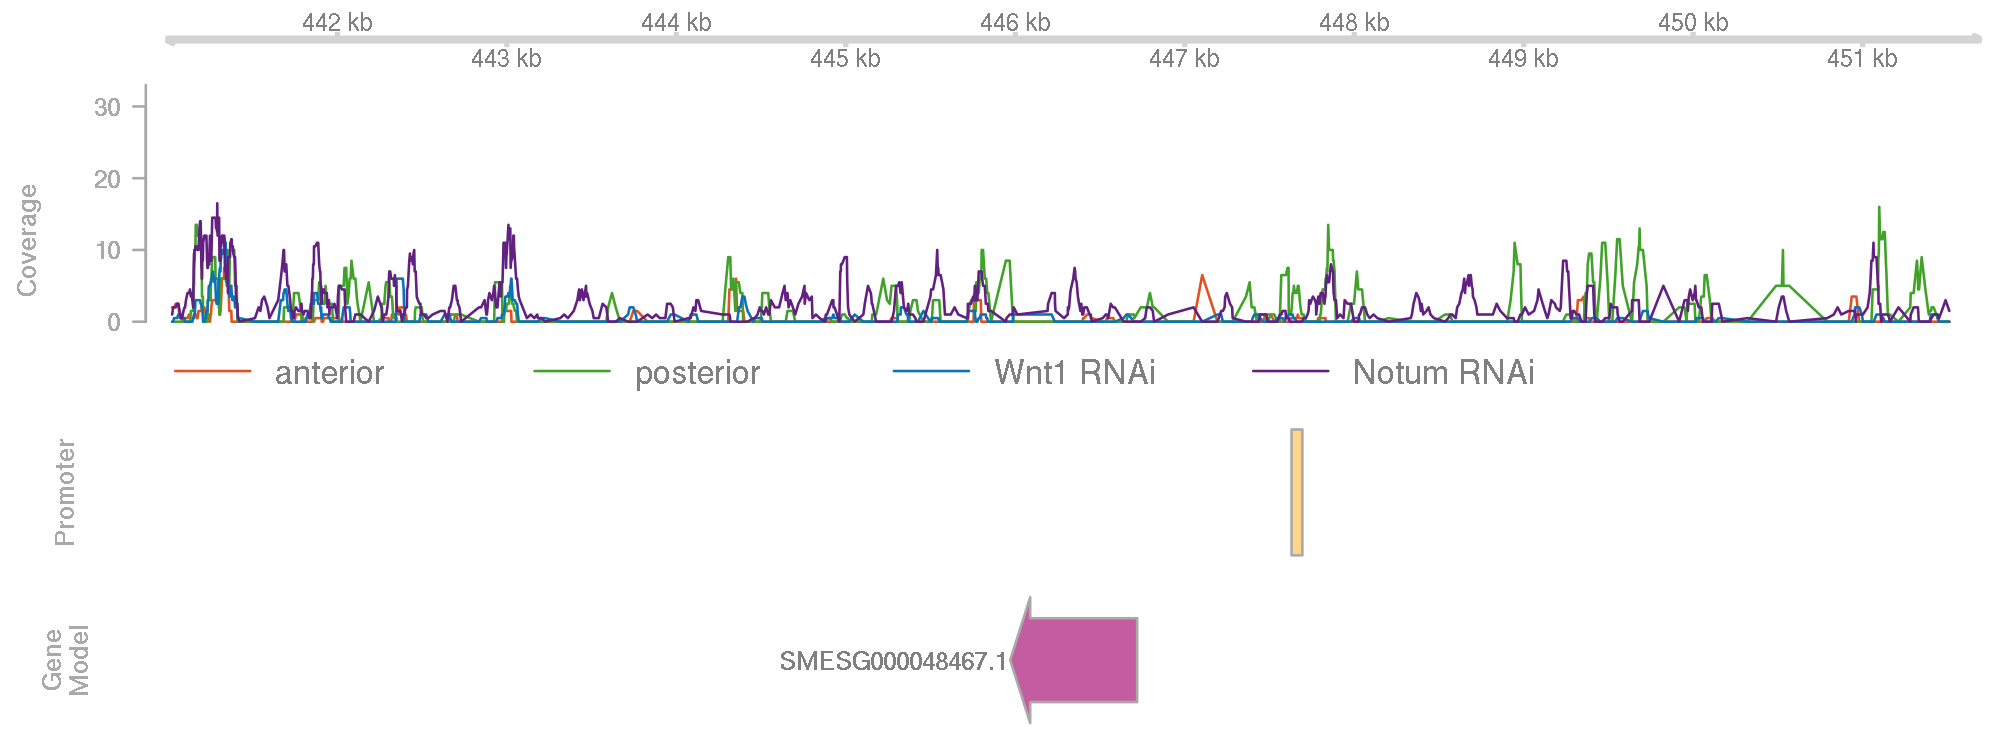 442 kb 444 kb 446 kb 448 kb 450 kb
443 kb 445 kb 447 kb 449 kb 451 kb
30
20
10
0
Coverage
anterior posterior Wnt1 RNAi Notum RNAi
Promoter
SMESG000048467.1
Gene
Model